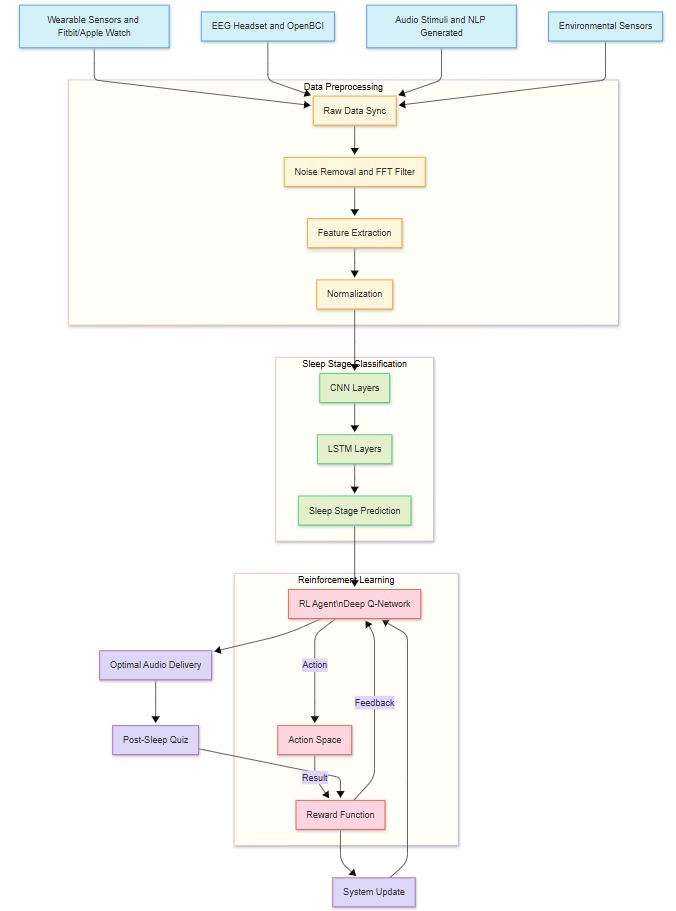 Wearable Sensors and
Fitbit/Apple Watch
EEG Headset and OpenBCI
Audio Stimuli and NLP
Generated
Environmental Sensors
Data Preprocessing
Raw Data Sync
Noise Removal and FFT Filter
Feature Extraction
Normalization
Sleep Stage Classification
CNN Layers
LSTM Layers
Sleep Stage Prediction
Reinforcement Learning
RL Agent\nDeep Q-Network
Optimal Audio Delivery
Action
Feedback
Post-Sleep Quiz
Action Space
Result
Reward Function
System Update